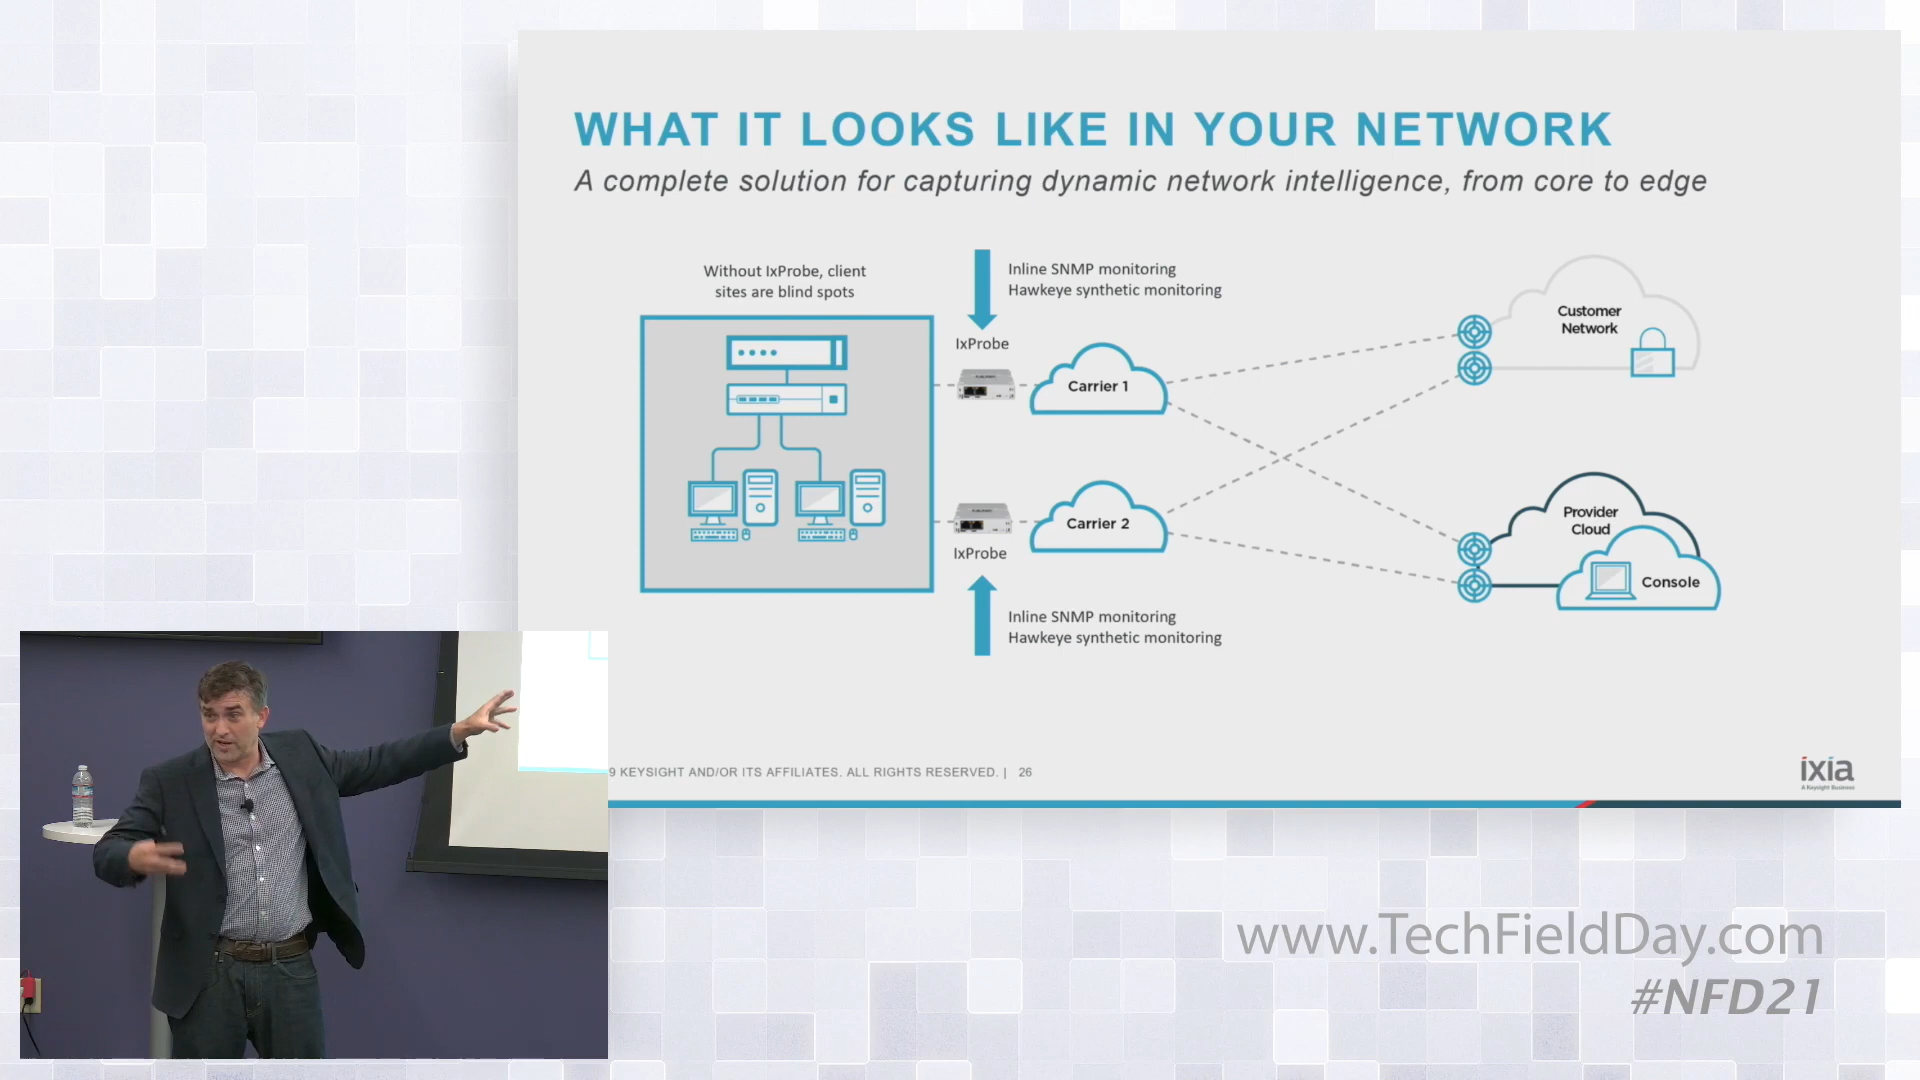 WHAT IT LOOKS LIKE IN YOUR NETWORK
A complete solution for capturing dynamic network intelligence, from core to edge
Without IxProbe, client
sites are blind spots
Inline SNMP monitoring
Hawkeye synthetic monitoring
IxProbe
Carrier 1
Customer
Network
Carrier 2
IxProbe
Provider
Cloud
Console
Inline SNMP monitoring
Hawkeye synthetic monitoring
9 KEYSIGHT AND/OR ITS AFFILIATES. ALL RIGHTS RESERVED. | 26
ixia
A Keysight Business
www.TechFieldDay.com
#NFD21